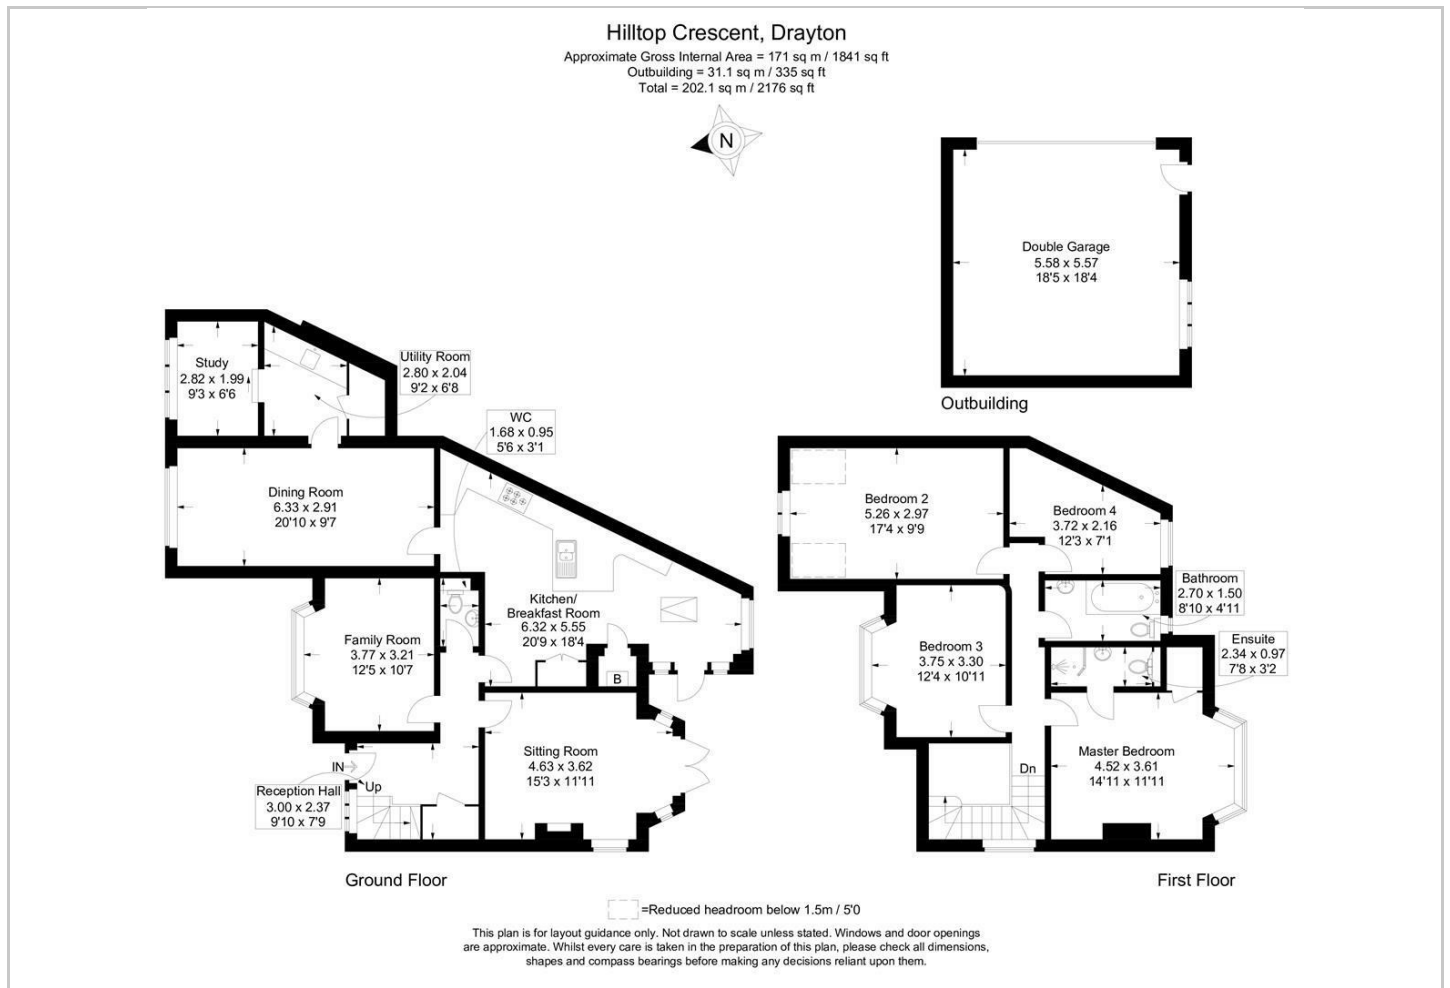 Hilltop Crescent, Drayton
Approximate Gross Internal Area = 171 sq m / 1841 sq ft
Outbuilding = 31.1 sq m / 335 sq ft
Total = 202.1 sq m / 2176 sq ft
N
Double Garage
5.58 x 5.57
18'5 x 18'4
Outbuilding
Study
2.82 x 1.99
9'3 x 6'6
Utility Room
2.80 x 2.04
9'2 x 6'8
WC
1.68 x 0.95
5'6 x 3'1
Dining Room
6.33 x 2.91
20'10 x 9'7
Kitchen/
Breakfast Room
6.32 x 5.55
20'9 x 18'4
Family Room
3.77 x 3.21
12'5 x 10'7
B
Sitting Room
4.63 x 3.62
15'3 x 11'11
IN
Up
Reception Hall
3.00 x 2.37
9'10 x 7'9
Ground Floor
Bedroom 2
5.26 x 2.97
17'4 x 9'9
Bedroom 4
3.72 x 2.16
12'3 x 7'1
Bathroom
2.70 x 1.50
8'10 x 4'11
Ensuite
2.34 x 0.97
7'8 x 3'2
Bedroom 3
3.75 x 3.30
12'4 x 10'11
Master Bedroom
4.52 x 3.61
14'11 x 11'11
Dn
First Floor
=Reduced headroom below 1.5m / 5'0
This plan is for layout guidance only. Not drawn to scale unless stated. Windows and door openings
are approximate. Whilst every care is taken in the preparation of this plan, please check all dimensions,
shapes and compass bearings before making any decisions reliant upon them.